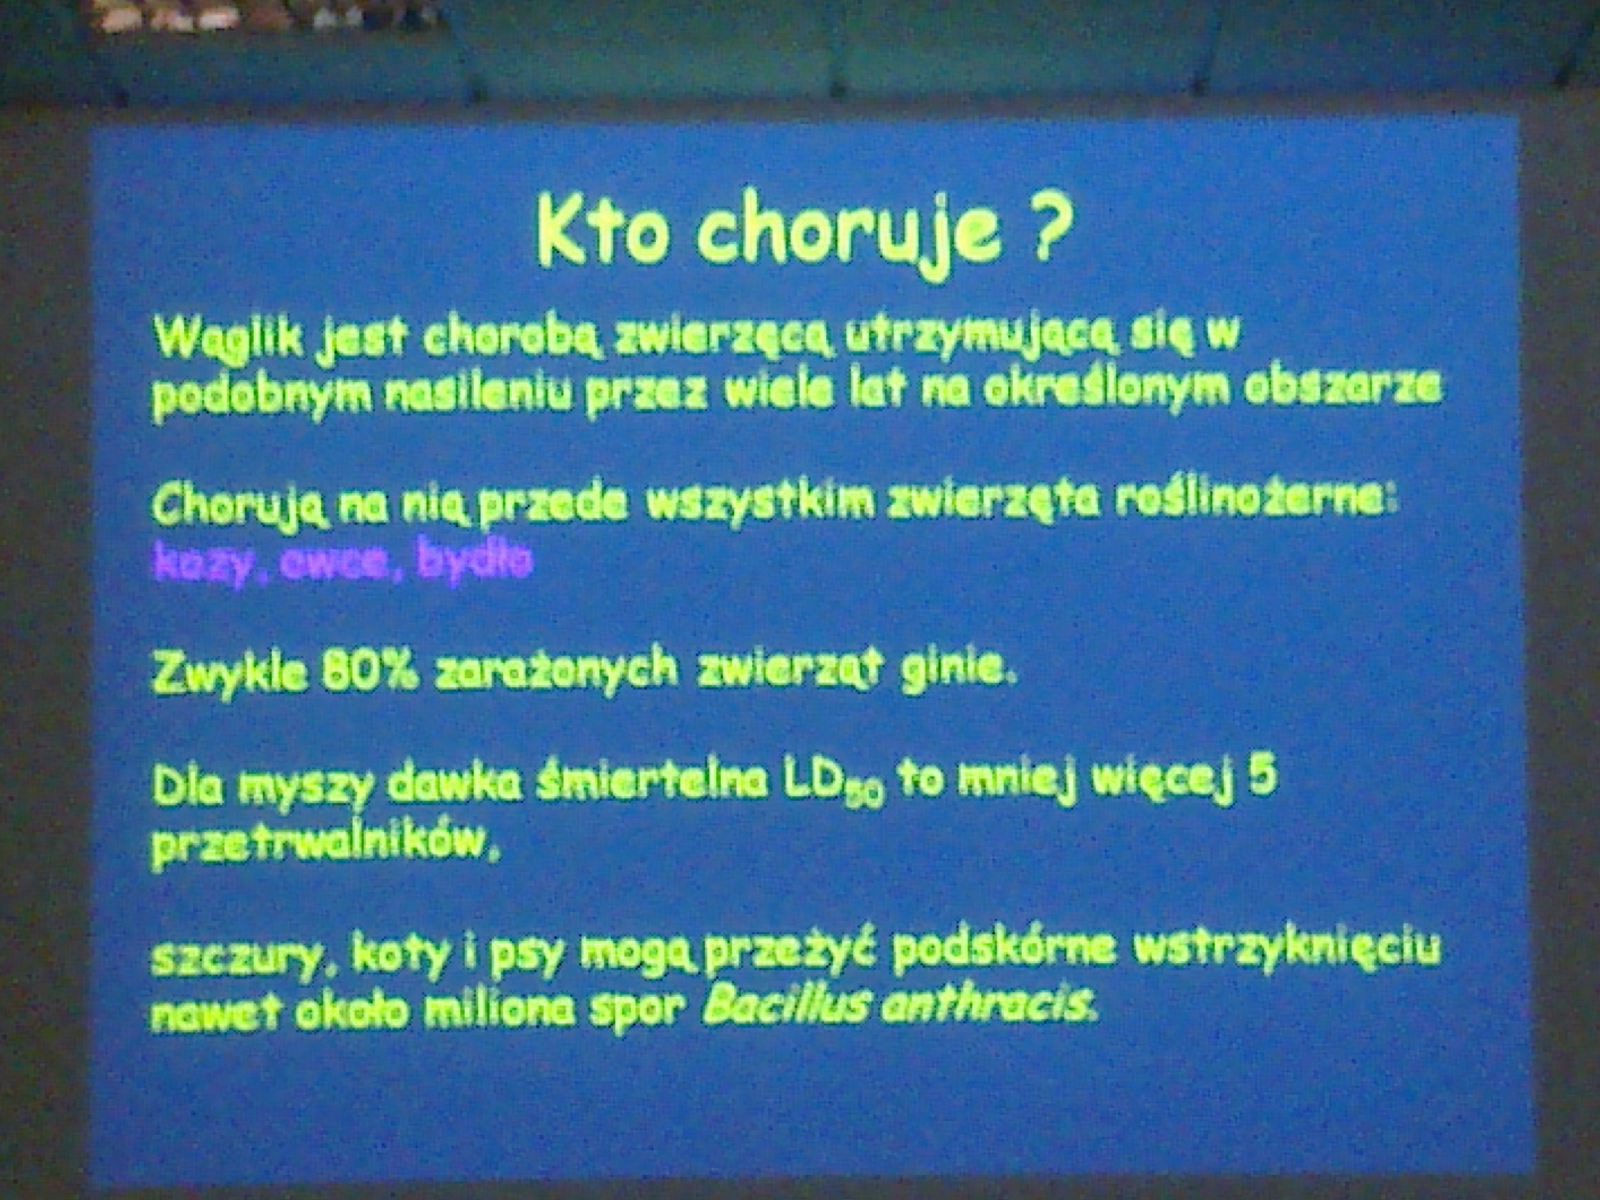 Kto choruje ?
Wąglik jest chorobą zwierzęcą utrzymującą się w
podobnym nasileniu przez wiele lat na określonym obszarze
Chorują na nią przede wszystkim zwierzęta roślinożerne:
kozy, owce, bydło
Zwykle 80% zarażonych zwierząt ginie.
Dla myszy dawka śmiertelna LD₅₀ to mniej więcej 5
przetrwalników,
szczury, koty i psy mogą przeżyć podskórne wstrzyknięciu
nawet około miliona spor Bacillus anthracis.